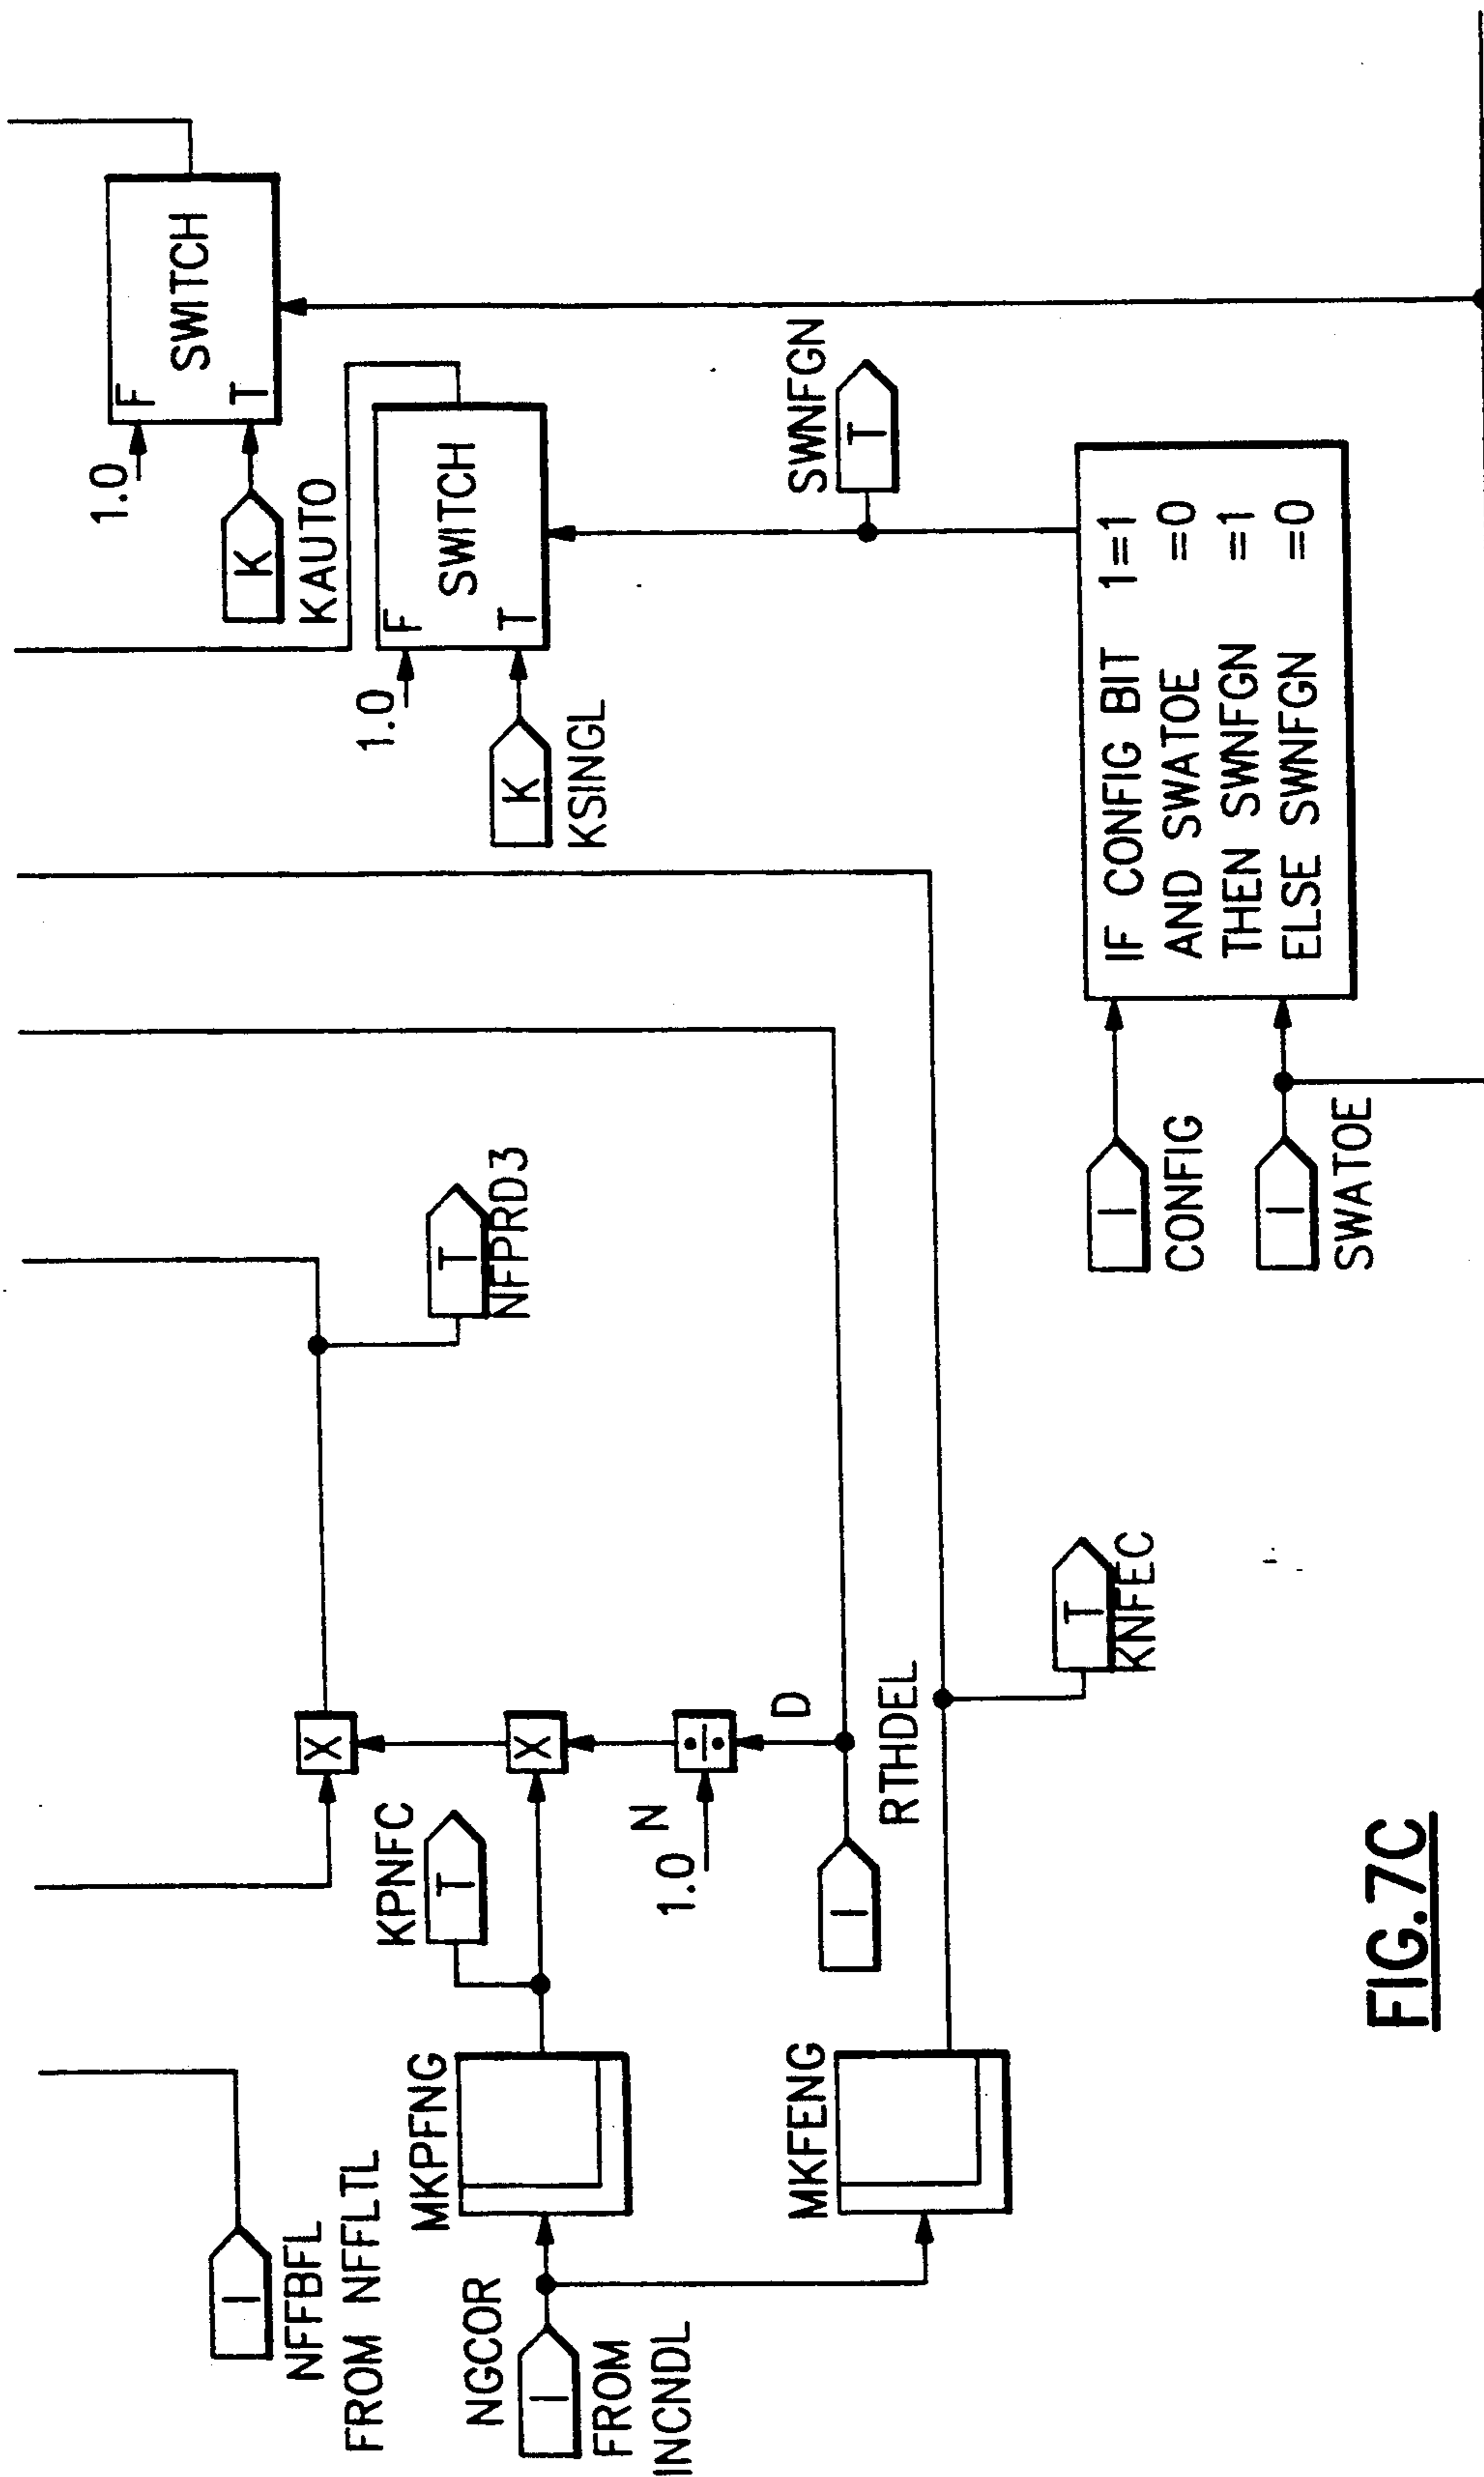 NFFBFL
FROM NFFLTL
I
NGCOR
I
FROM
INCNDL
MKPFNG
MKFENG
KPNFC
T
X
X
÷
1.0 N
D
I
RTHDEL
T
NFPRD3
T
KNFEC
1.0
F
T
SWITCH
K
KAUTO
1.0
F
T
SWITCH
K
KSINGL
SWNFGN
T
I
CONFIG
I
SWATOE
IF CONFIG BIT 1=1
AND SWATOE =0
THEN SWNFGN =1
ELSE SWNFGN =0
FIG.7C